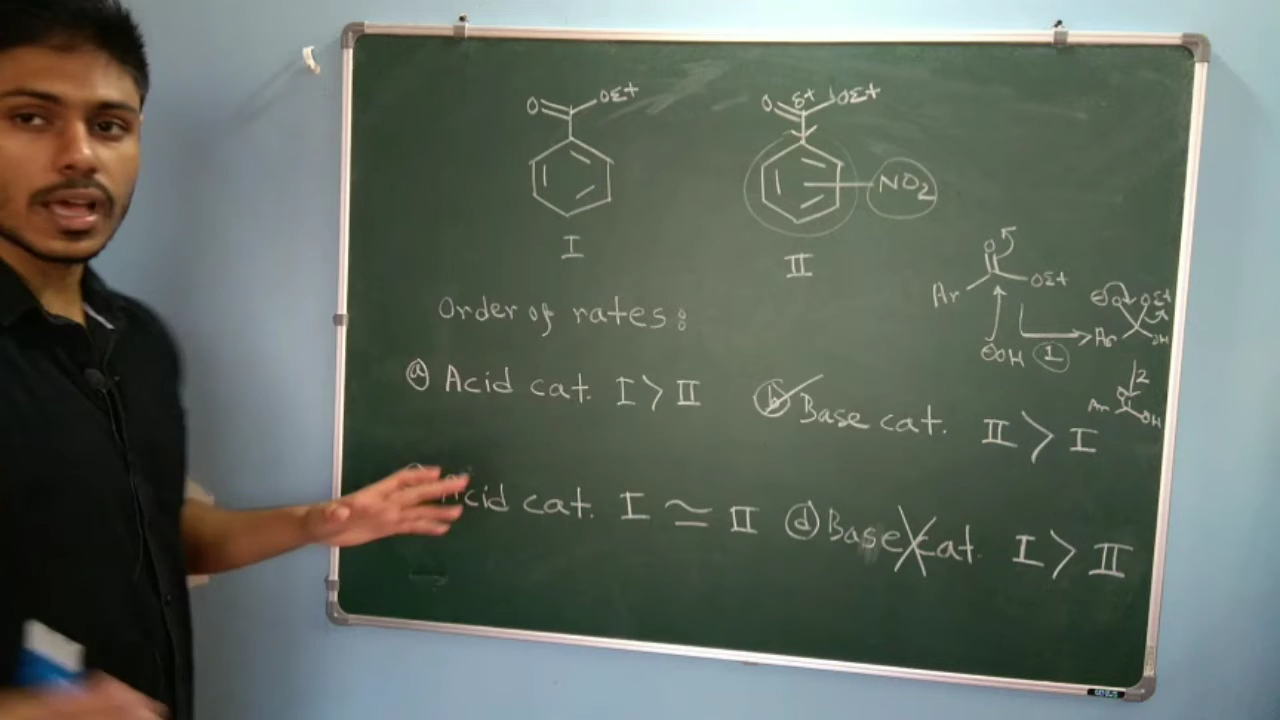 O OEt
O δ+ OEt
NO2
I
II
O
Ar OEt
⊖OH 1
⊖O OEt
Ar OH
2
O
Ar OH
Order of rates:
(a) Acid cat. I > II (b) Base cat. II > I
Acid cat. I ≃ II (d) Base cat. I > II